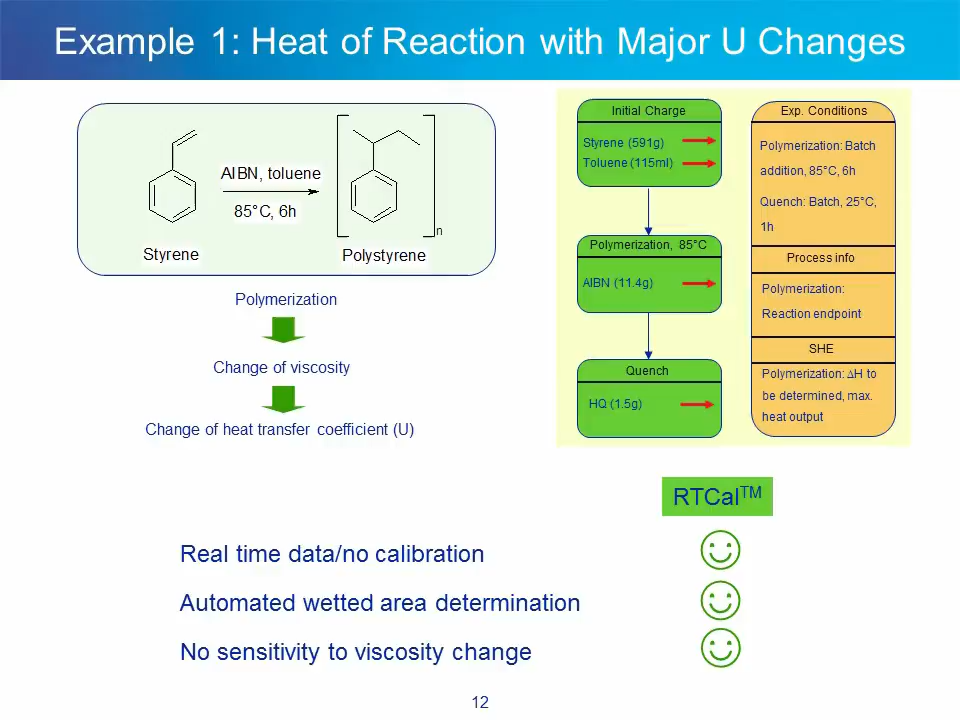 Example 1: Heat of Reaction with Major U Changes
AIBN, toluene
85°C, 6h
n
Styrene
Polystyrene
Polymerization
Change of viscosity
Change of heat transfer coefficient (U)
Initial Charge
Styrene (591g)
Toluene (115ml)
Polymerization, 85°C
AIBN (11.4g)
Quench
HQ (1.5g)
Exp. Conditions
Polymerization: Batch
addition, 85°C, 6h
Quench: Batch, 25°C,
1h
Process info
Polymerization:
Reaction endpoint
SHE
Polymerization: ΔH to
be determined, max.
heat output
RTCal™
Real time data/no calibration
Automated wetted area determination
No sensitivity to viscosity change
12